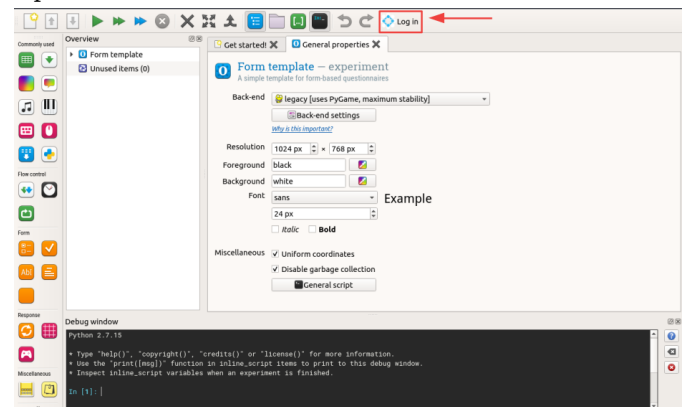 Log in
Commonly used
Overview
Form template
Unused items (0)
Get started!
General properties
Form template — experiment
A simple template for form-based questionnaires
Back-end
legacy [uses PyGame, maximum stability]
Back-end settings
Why is this important?
Resolution
1024 px × 768 px
Foreground
black
Background
white
Font
sans
Example
24 px
Italic Bold
Miscellaneous
Uniform coordinates
Disable garbage collection
General script
Flow control
Form
Abl
Response
Miscellaneous
Debug window
Python 2.7.15
* Type "help()", "copyright()", "credits()" or "license()" for more information.
* Use the "print([msg])" function in inline_script items to print to this debug window.
* Inspect inline_script variables when an experiment is finished.
In [1]: